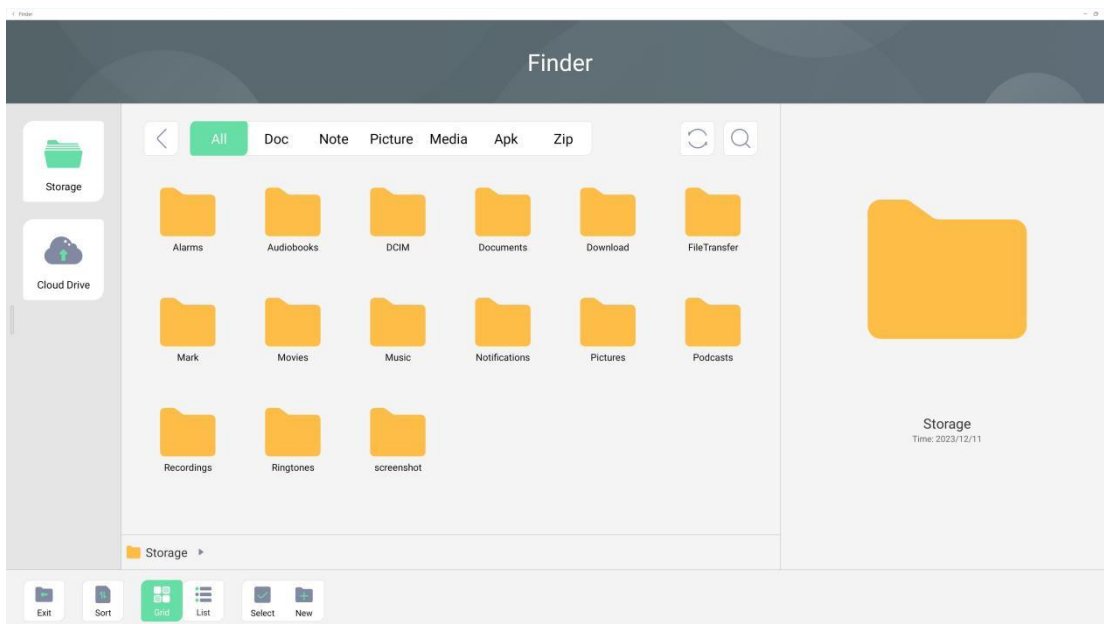 Finder
Finder
All Doc Note Picture Media Apk Zip
Storage
Cloud Drive
Alarms Audiobooks DCIM Documents Download FileTransfer
Mark Movies Music Notifications Pictures Podcasts
Recordings Ringtones screenshot
Storage
Time: 2023/12/11
Storage
Exit Sort Grid List Select New